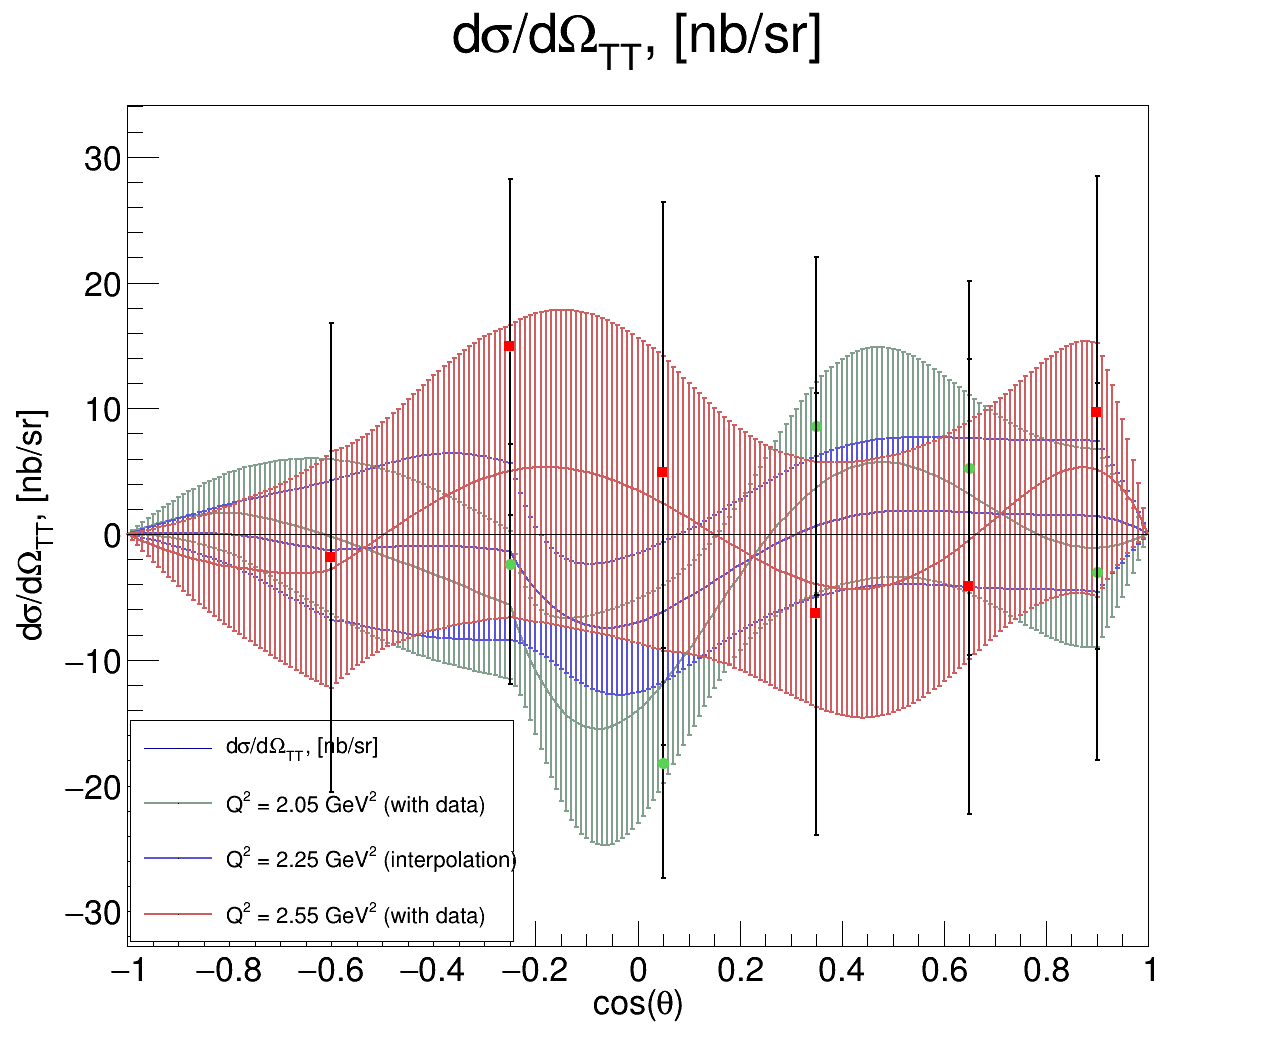 dσ/dΩTT, [nb/sr]
dσ/dΩTT, [nb/sr]
30
20
10
0
−10
−20
−30
dσ/dΩTT, [nb/sr]
Q2 = 2.05 GeV2 (with data)
Q2 = 2.25 GeV2 (interpolation)
Q2 = 2.55 GeV2 (with data)
−1 −0.8 −0.6 −0.4 −0.2 0 0.2 0.4 0.6 0.8 1
cos(θ)